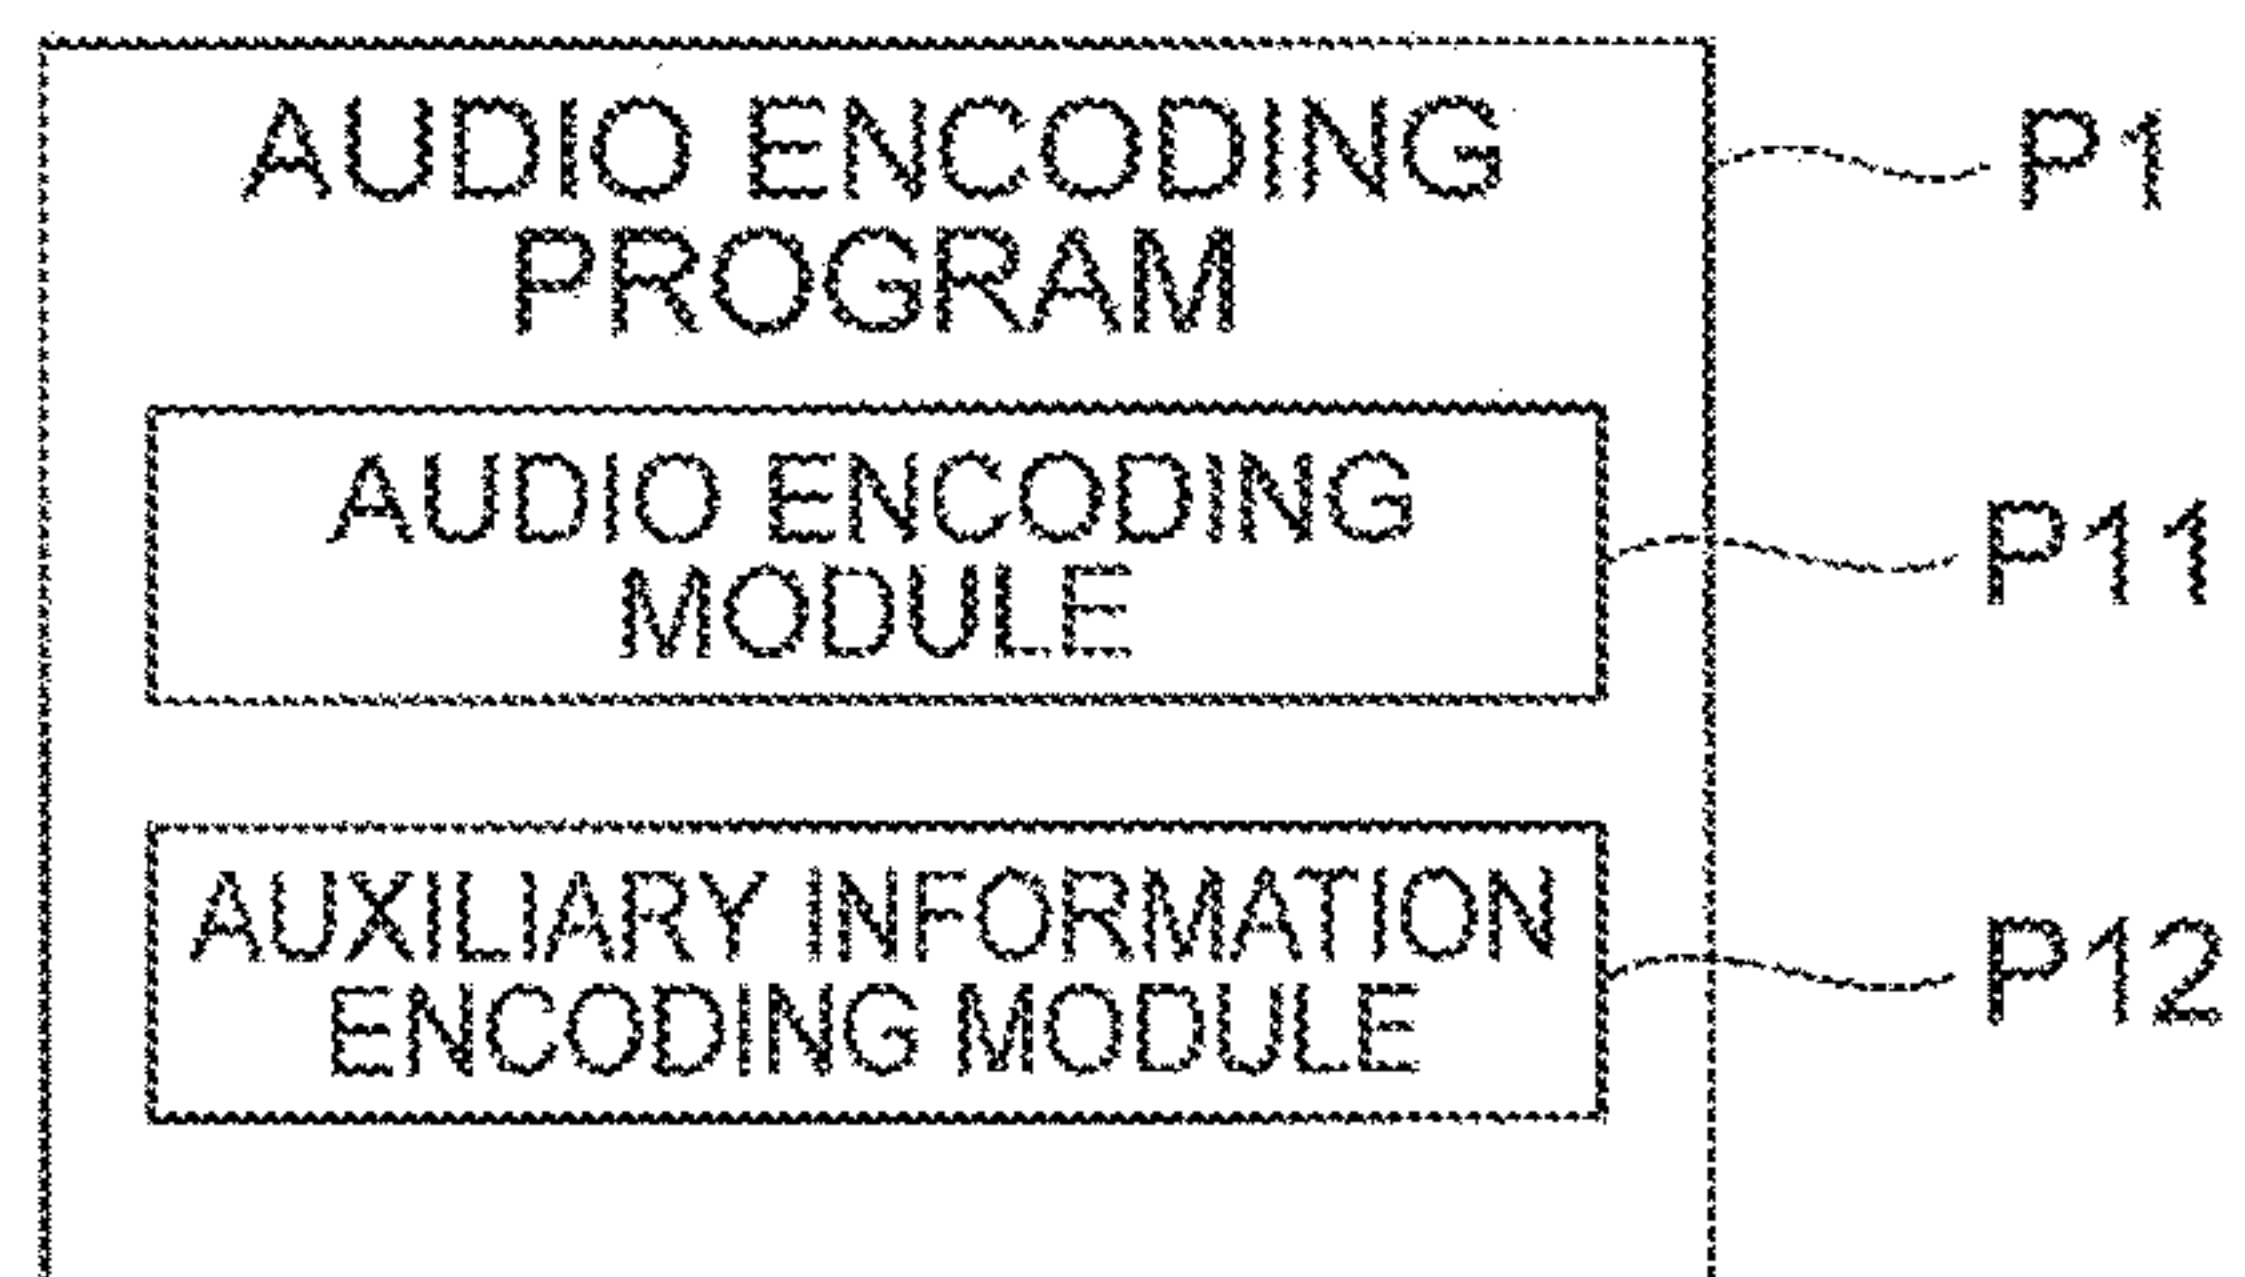 AUDIO ENCODING P1
PROGRAM
AUDIO ENCODING
MODULE
P11
AUXILIARY INFORMATION
ENCODING MODULE
P12